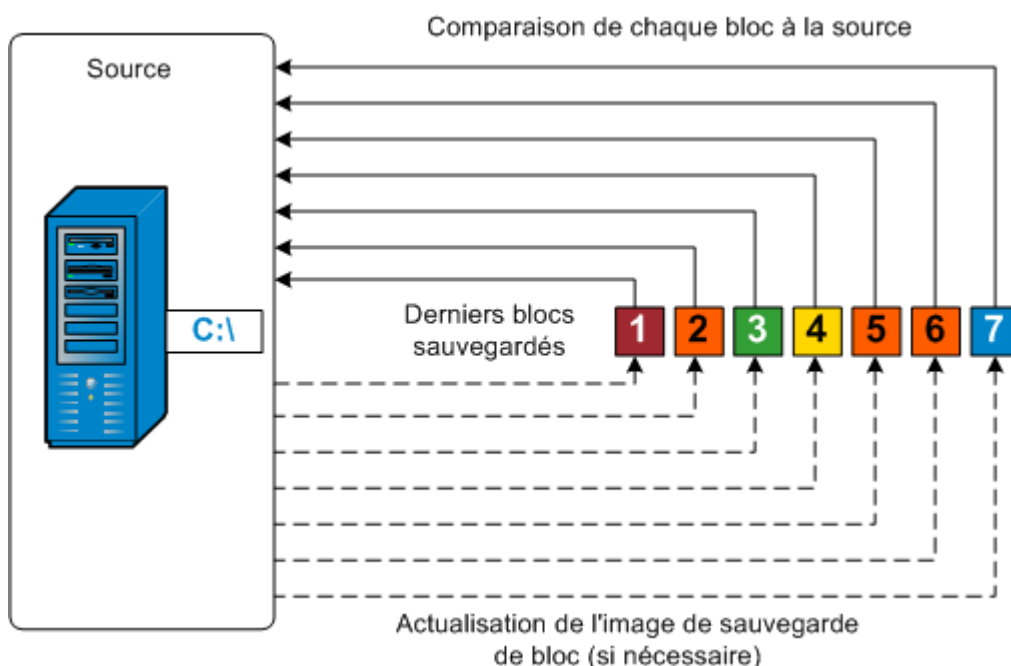 Comparaison de chaque bloc à la source
Source
C:\
Derniers blocs
sauvegardés
1 2 3 4 5 6 7
Actualisation de l'image de sauvegarde
de bloc (si nécessaire)